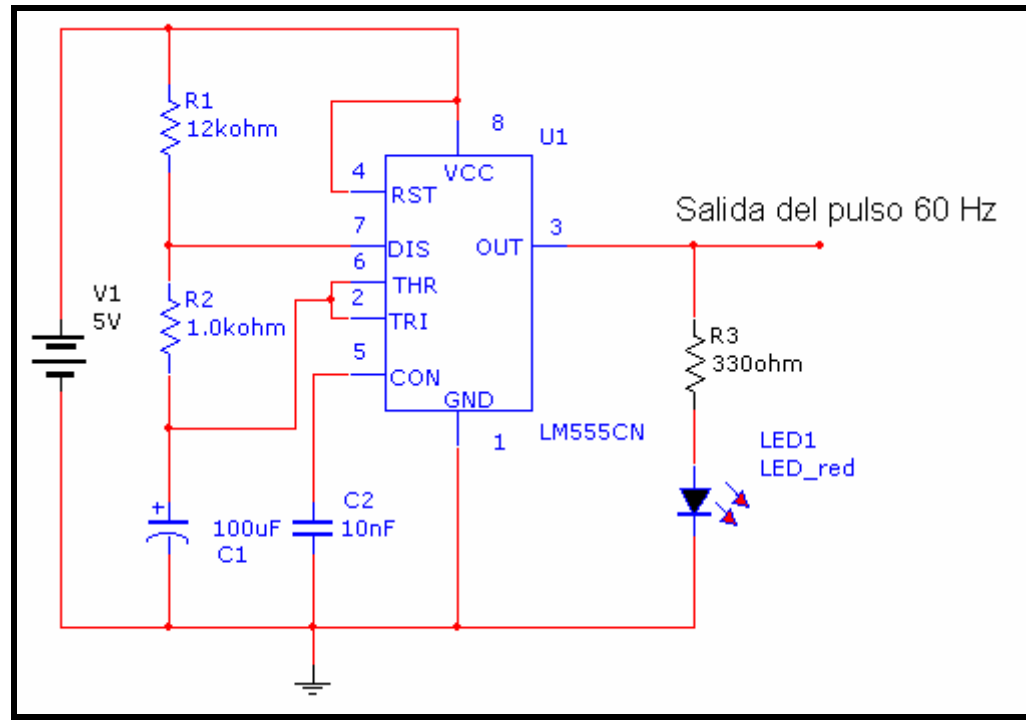 R1
12kohm
8
U1
VCC
4
RST
Salida del pulso 60 Hz
7
DIS
OUT
3
6
THR
V1
5V
R2
1.0kohm
2
TRI
R3
330ohm
5
CON
GND
1
LM555CN
LED1
LED_red
+
100uF
C1
C2
10nF